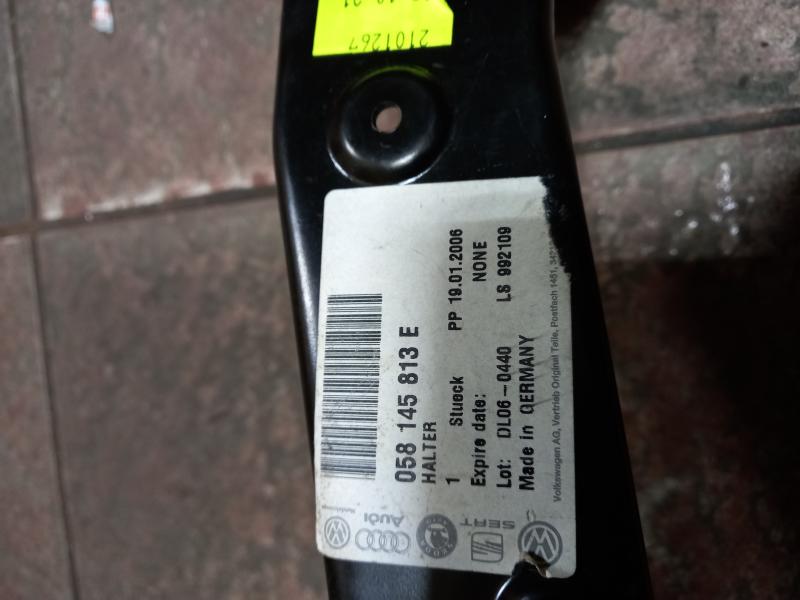 2101267
058 145 813 E
HALTER
1 Stueck PP 19.01.2006
Expire date: NONE
Lot: DL06-0440 LS 992109
Made in GERMANY
Volkswagen AG, Vertrieb Original Teile, Postfach 1451,
Audi
SKODA
SEAT